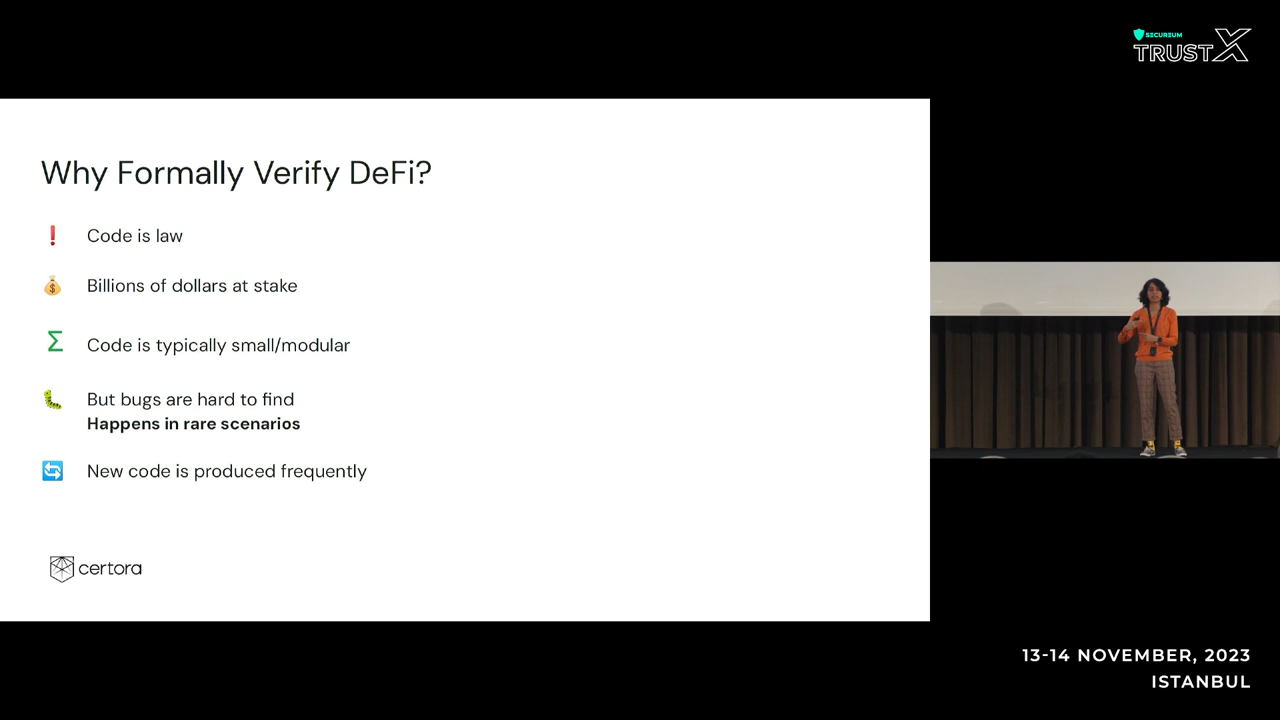 SECUREUM
TRUSTX
Why Formally Verify DeFi?
Code is law
Billions of dollars at stake
Σ Code is typically small/modular
But bugs are hard to find
Happens in rare scenarios
New code is produced frequently
certora
13-14 NOVEMBER, 2023
ISTANBUL